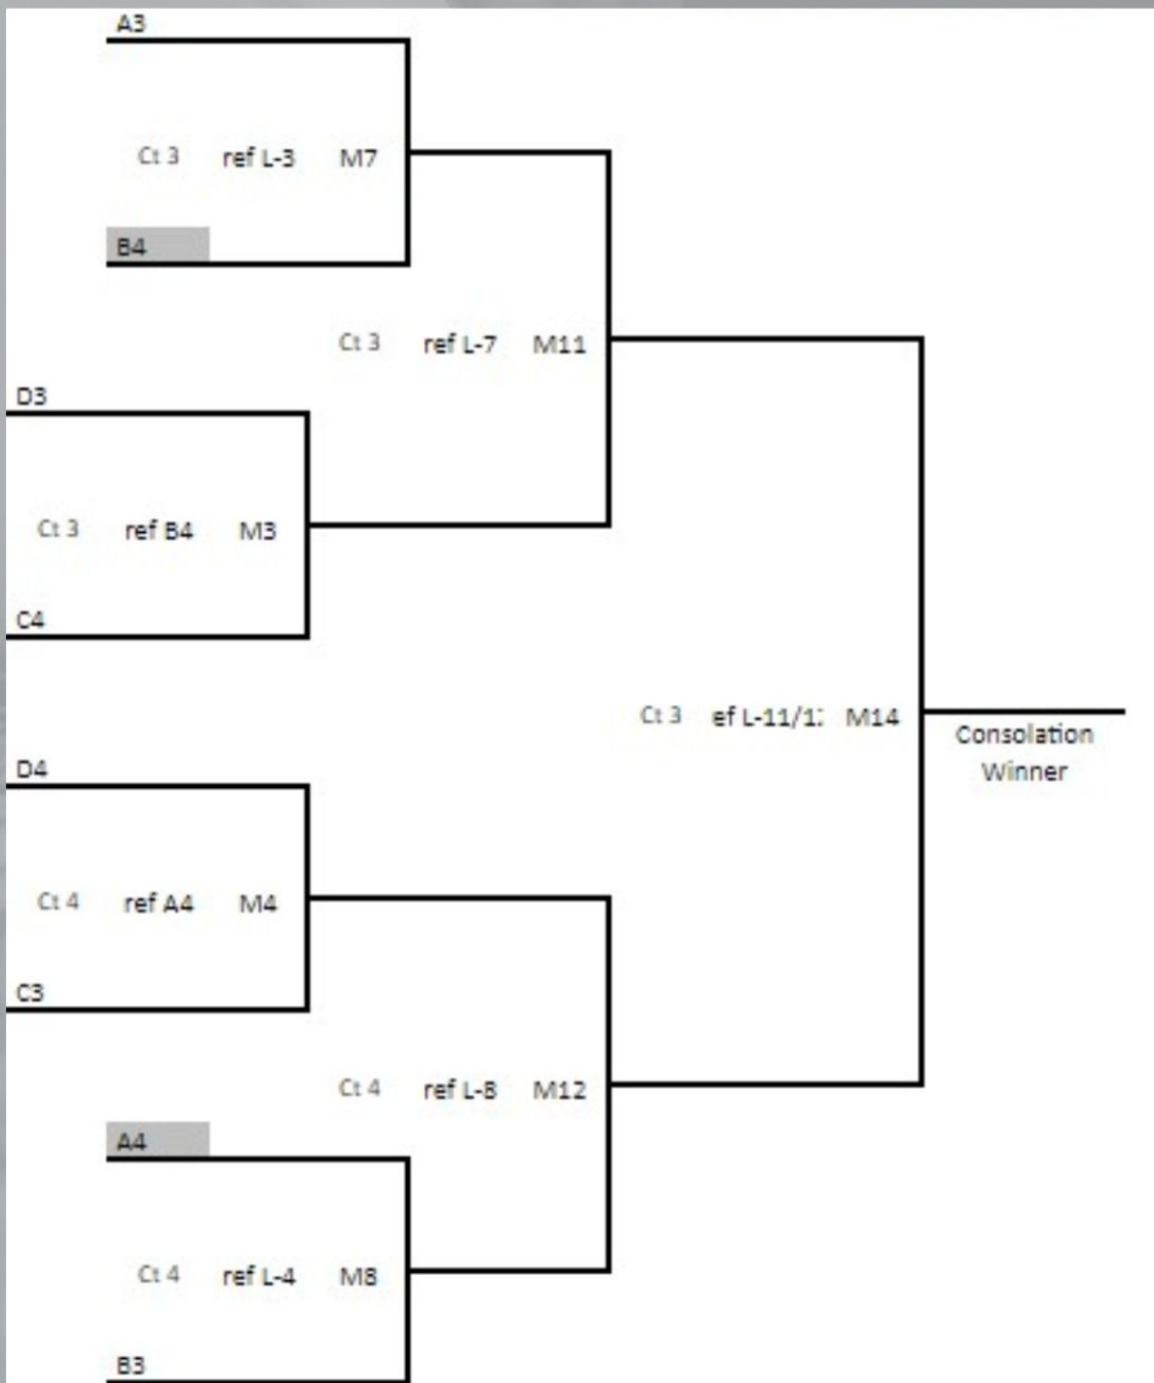 A3
Ct 3 ref L-3 M7
B4
Ct 3 ref L-7 M11
D3
Ct 3 ref B4 M3
C4
Ct 3 ef L-11/1 M14
Consolation
Winner
D4
Ct 4 ref A4 M4
C3
Ct 4 ref L-8 M12
A4
Ct 4 ref L-4 M8
B3